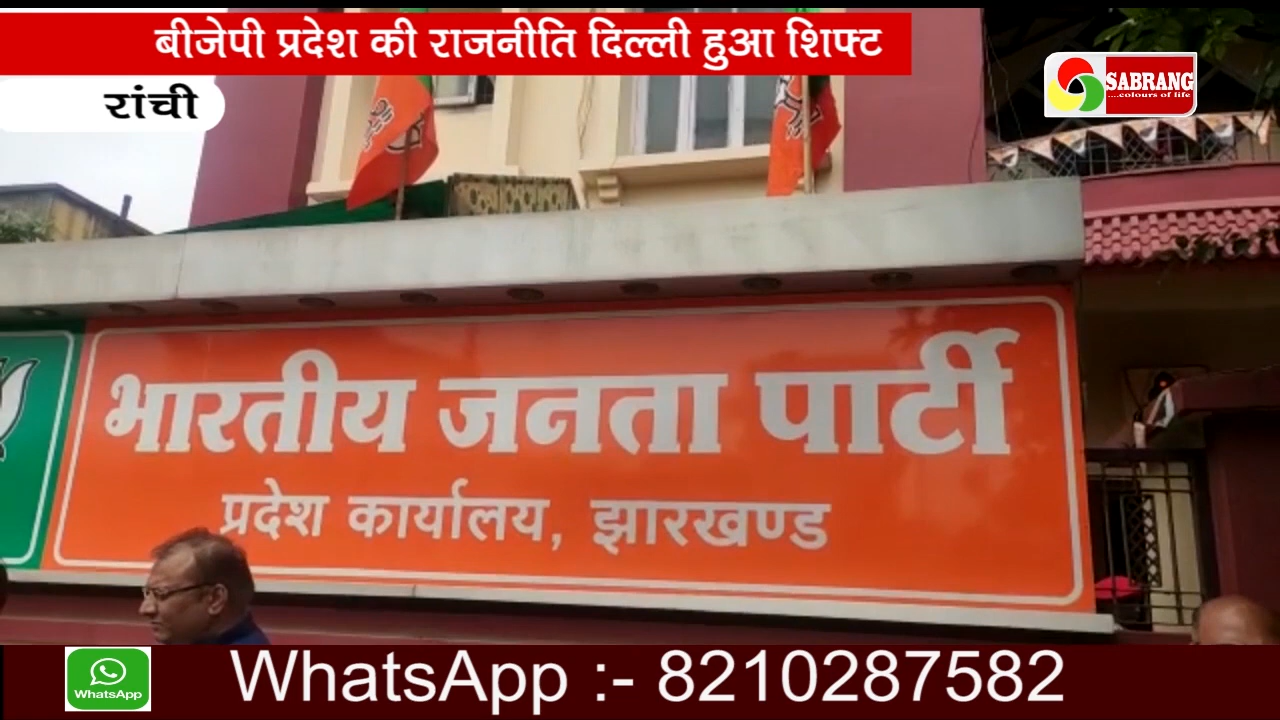 बीजेपी प्रदेश की राजनीति दिल्ली हुआ शिफ्ट
रांची
SABRANG
....colours of life
भारतीय जनता पार्टी
प्रदेश कार्यालय, झारखण्ड
WhatsApp
WhatsApp :- 8210287582